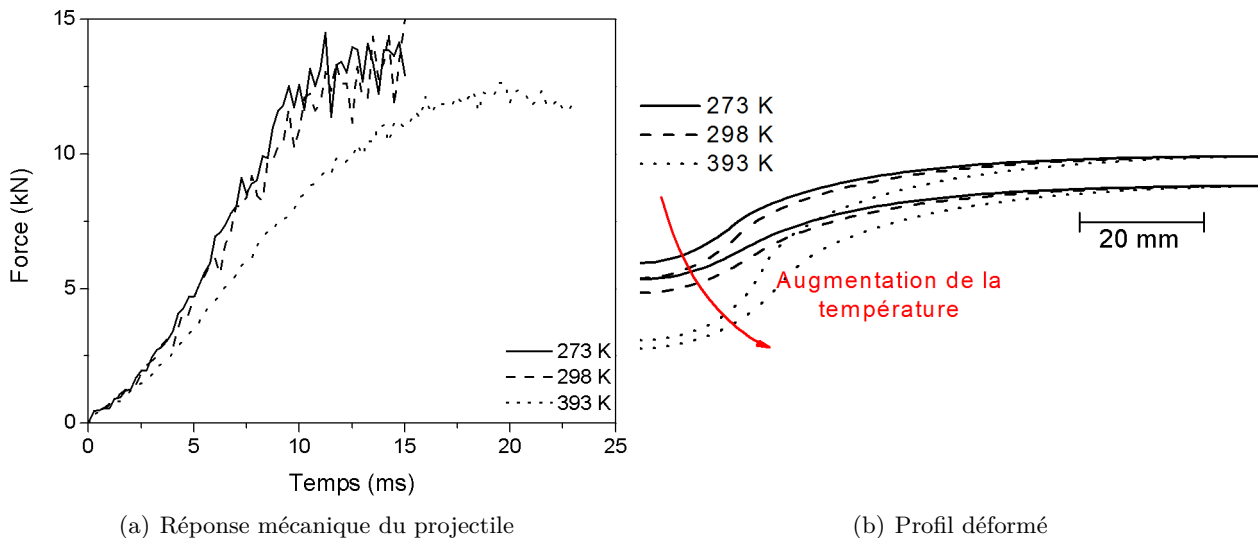 15
10
5
0
Force (kN)
273 K
298 K
393 K
0
5
10
15
20
25
Temps (ms)
(a) Réponse mécanique du projectile
273 K
298 K
393 K
20 mm
Augmentation de la
température
(b) Profil déformé